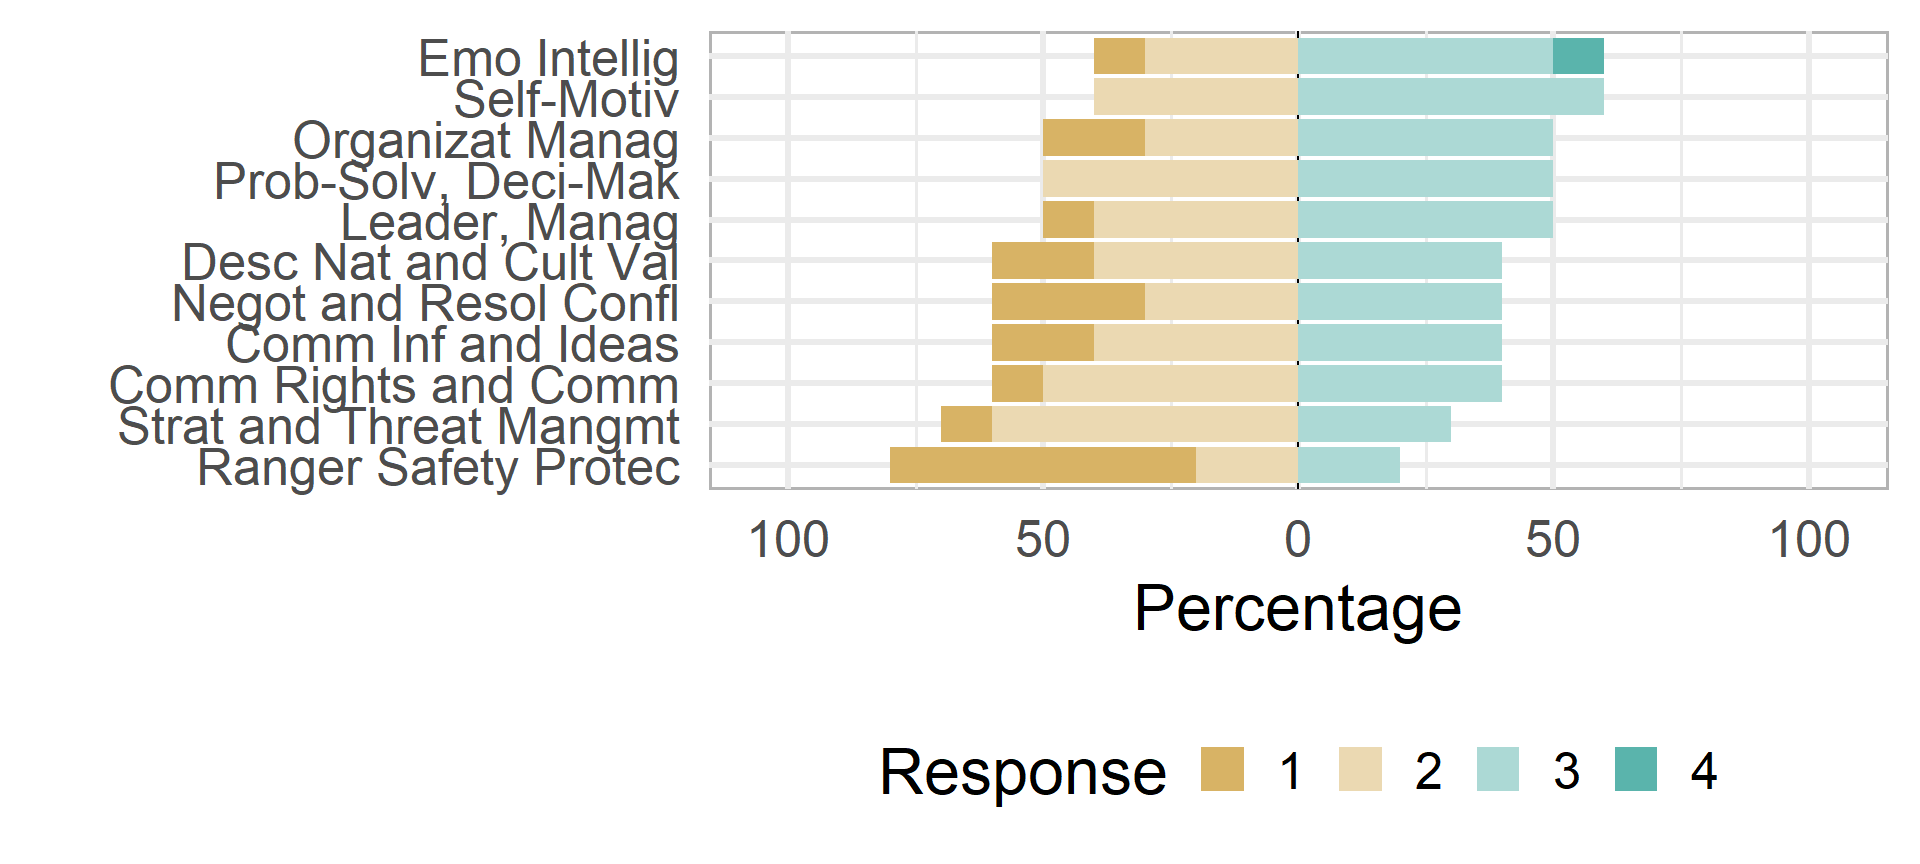 Emo Intellig
Self-Motiv
Organizat Manag
Prob-Solv, Deci-Mak
Leader, Manag
Desc Nat and Cult Val
Negot and Resol Confl
Comm Inf and Ideas
Comm Rights and Comm
Strat and Threat Mangmt
Ranger Safety Protec
100 50 0 50 100
Percentage
Response 1 2 3 4